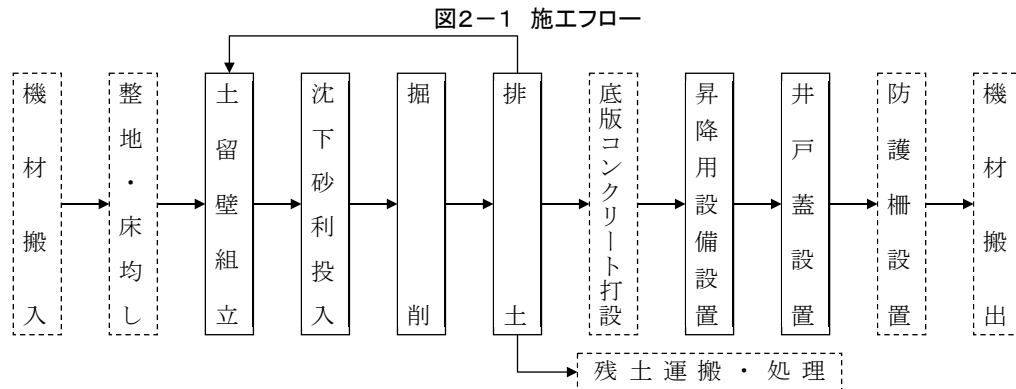 図2－1 施工フロー
機材搬入
整地・床均し
土留壁組立
沈下砂利投入
掘削
排土
底版コンクリート打設
昇降用設備設置
井戸蓋設置
防護柵設置
機材搬出
残土運搬・処理